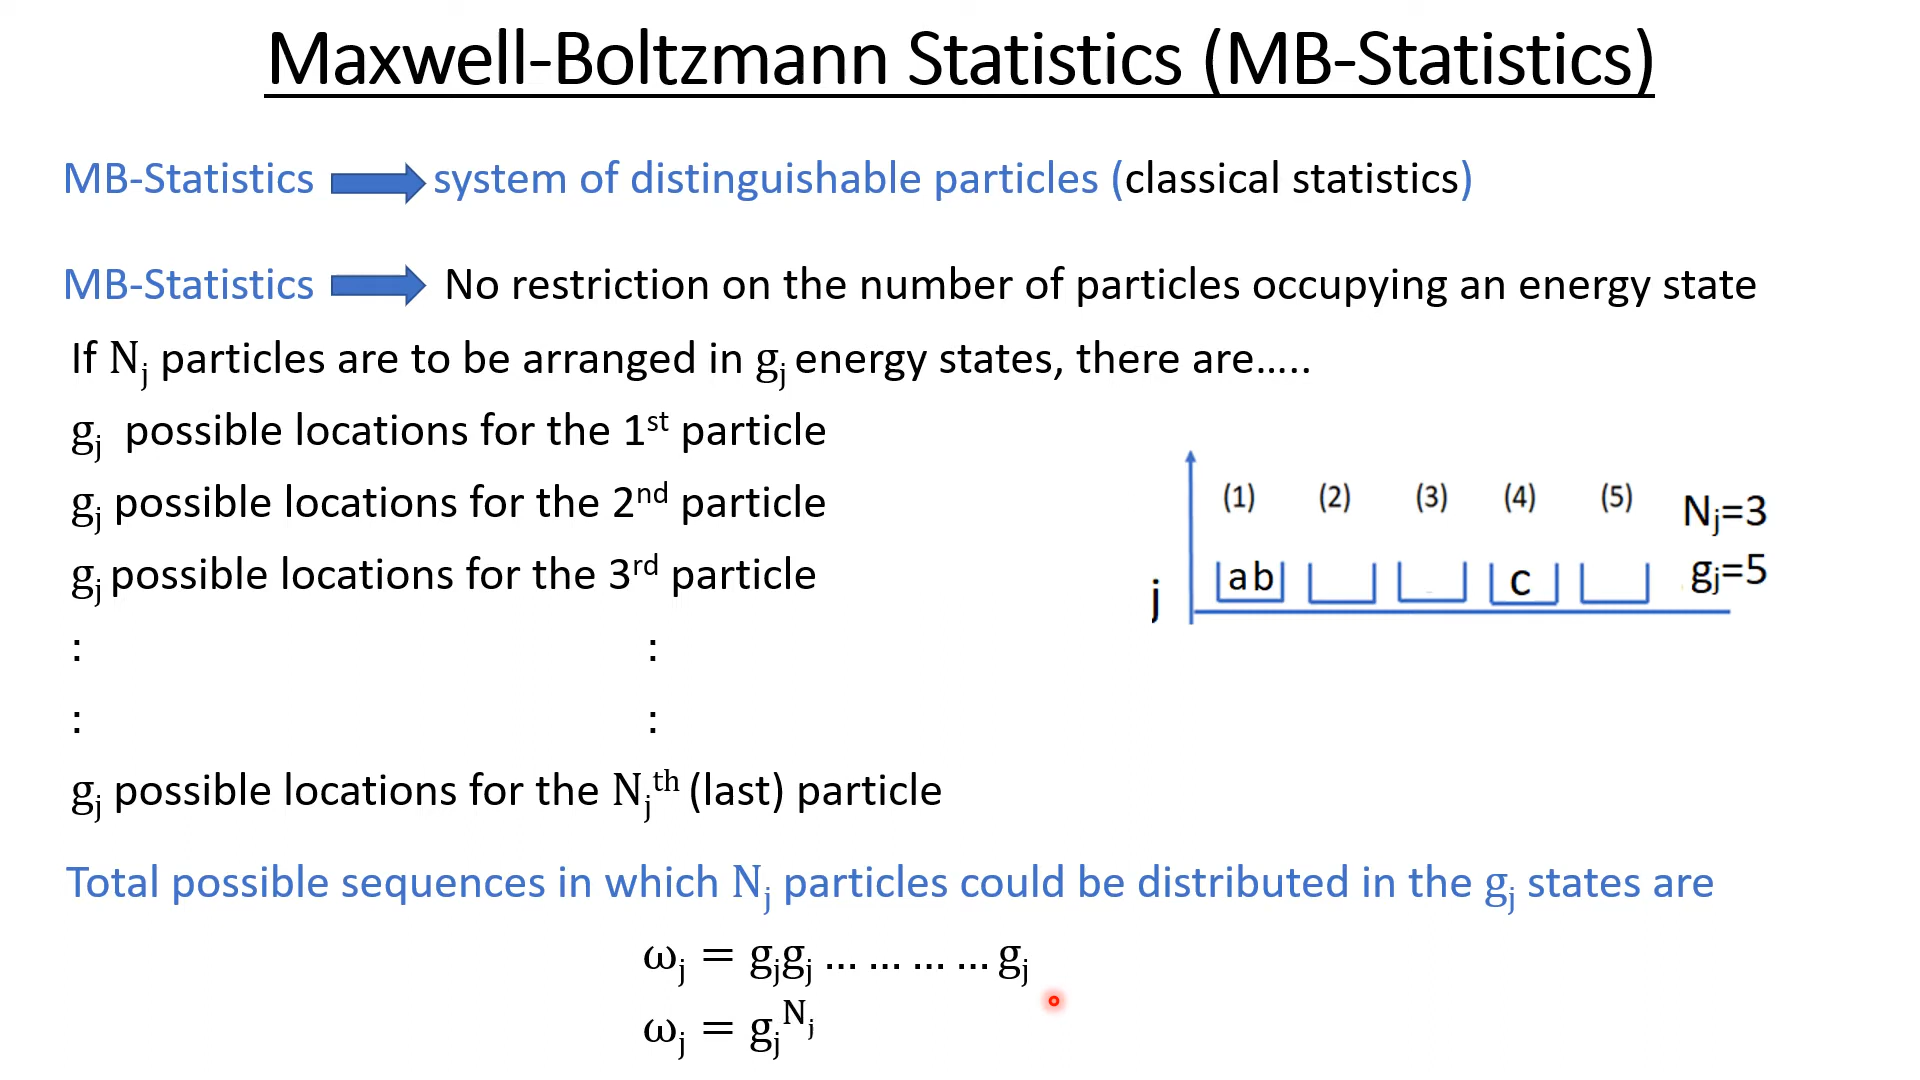 Maxwell-Boltzmann Statistics (MB-Statistics)
MB-Statistics system of distinguishable particles (classical statistics)
MB-Statistics No restriction on the number of particles occupying an energy state
If Nj particles are to be arranged in gj energy states, there are…..
gj possible locations for the 1st particle
gj possible locations for the 2nd particle
gj possible locations for the 3rd particle
: :
: :
gj possible locations for the Njth (last) particle
(1) (2) (3) (4) (5) Nj=3
j ab c gj=5
Total possible sequences in which Nj particles could be distributed in the gj states are
ωj = gjgj … … … … gj
ωj = gj^Nj